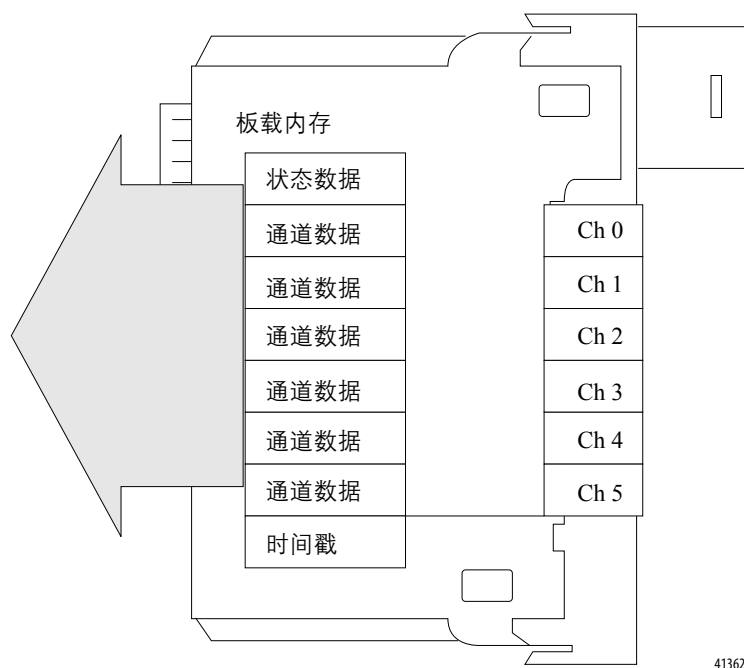 板载内存
状态数据
通道数据
Ch 0
通道数据
Ch 1
通道数据
Ch 2
通道数据
Ch 3
通道数据
Ch 4
通道数据
Ch 5
时间戳
41362